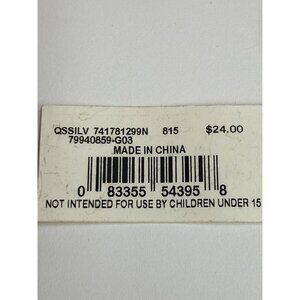 QSSILV 741781299N 815 $24.00
79940859-G03
MADE IN CHINA
0 83355 54395 8
NOT INTENDED FOR USE BY CHILDREN UNDER 15